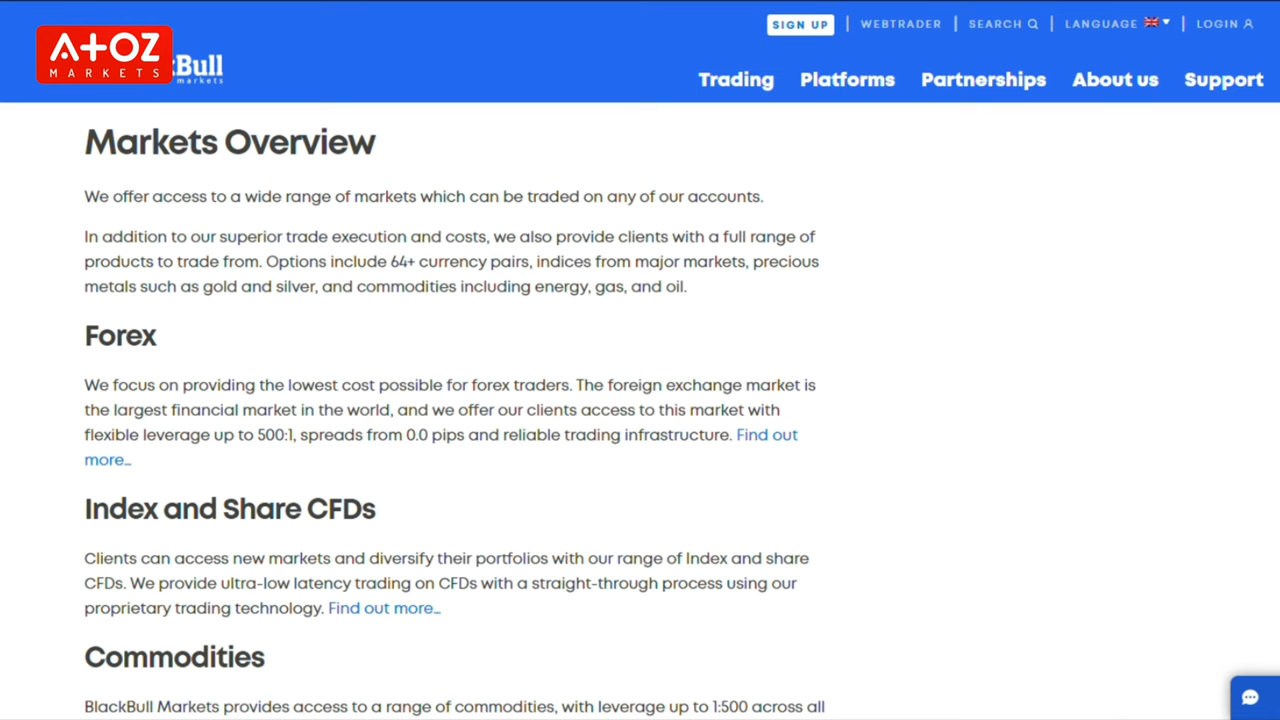 SIGN UP | WEBTRADER | SEARCH | LANGUAGE | LOGIN
A+OZ
MARKETS
Bull
markets
Trading Platforms Partnerships About us Support
Markets Overview
We offer access to a wide range of markets which can be traded on any of our accounts.
In addition to our superior trade execution and costs, we also provide clients with a full range of
products to trade from. Options include 64+ currency pairs, indices from major markets, precious
metals such as gold and silver, and commodities including energy, gas, and oil.
Forex
We focus on providing the lowest cost possible for forex traders. The foreign exchange market is
the largest financial market in the world, and we offer our clients access to this market with
flexible leverage up to 500:1, spreads from 0.0 pips and reliable trading infrastructure. Find out
more...
Index and Share CFDs
Clients can access new markets and diversify their portfolios with our range of Index and share
CFDs. We provide ultra-low latency trading on CFDs with a straight-through process using our
proprietary trading technology. Find out more...
Commodities
BlackBull Markets provides access to a range of commodities, with leverage up to 1:500 across all